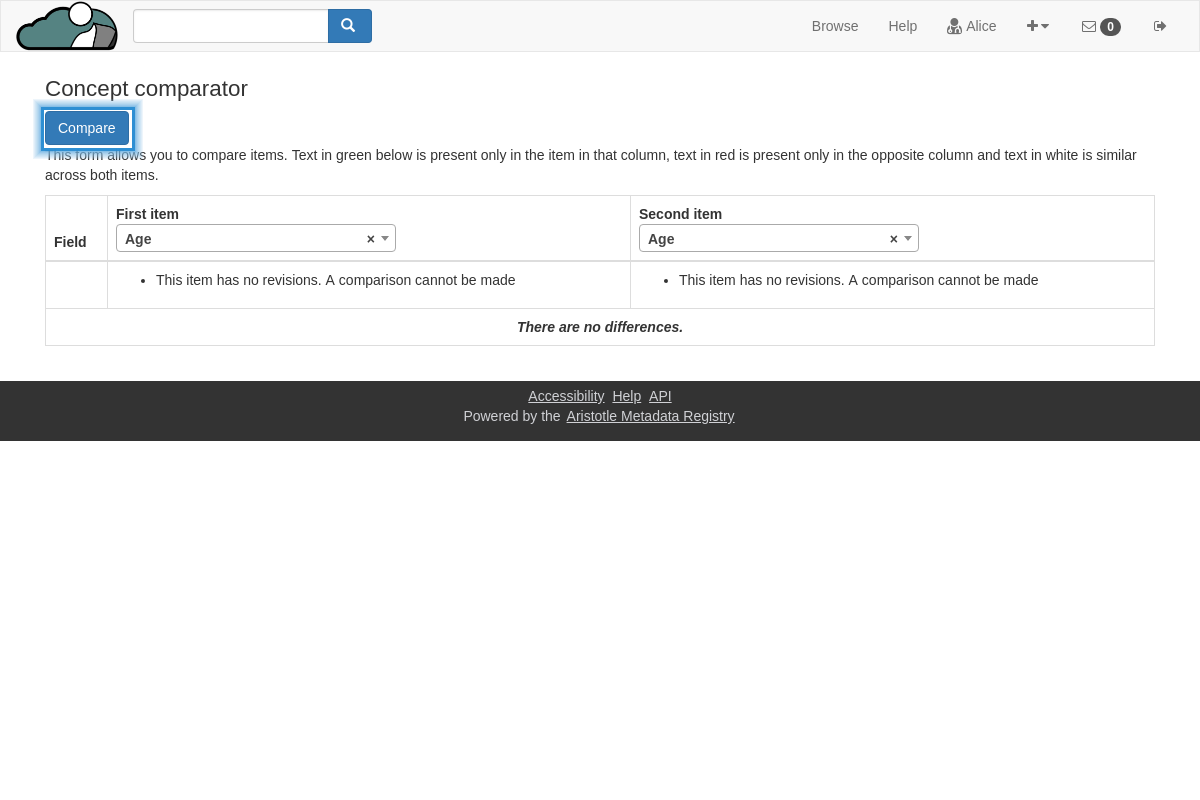 Browse Help Alice 0
Concept comparator
Compare
This form allows you to compare items. Text in green below is present only in the item in that column, text in red is present only in the opposite column and text in white is similar
across both items.
Field
First item
Age ×
Second item
Age ×
• This item has no revisions. A comparison cannot be made
• This item has no revisions. A comparison cannot be made
There are no differences.
Accessibility Help API
Powered by the Aristotle Metadata Registry